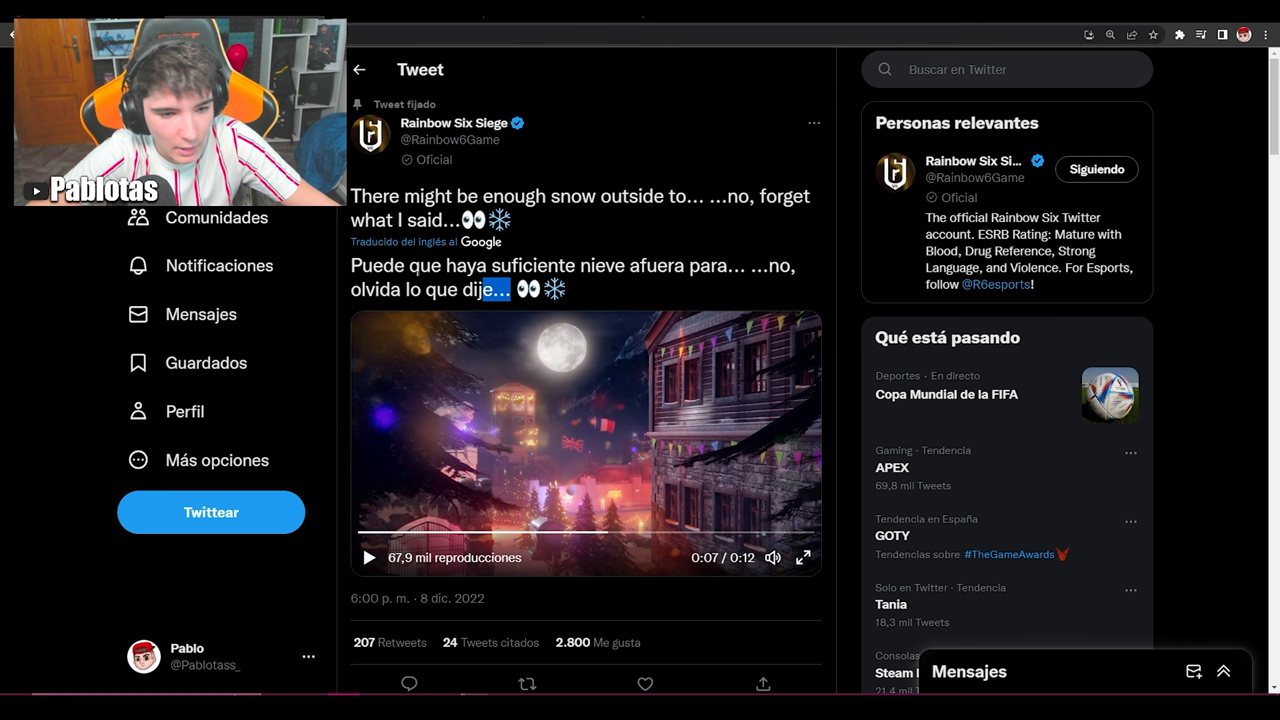 Pablotas
Comunidades
Notificaciones
Mensajes
Guardados
Perfil
Más opciones
Twittear
Pablo
@Pablotass_
Tweet
Tweet fijado
Rainbow Six Siege
@Rainbow6Game
Oficial
There might be enough snow outside to... ...no, forget
what I said...👀❄️
Traducido del inglés al Google
Puede que haya suficiente nieve afuera para... ...no,
olvida lo que dije... 👀❄️
67,9 mil reproducciones
0:07 / 0:12
6:00 p. m. · 8 dic. 2022
207 Retweets 24 Tweets citados 2.800 Me gusta
Buscar en Twitter
Personas relevantes
Rainbow Six Si...
@Rainbow6Game
Siguiendo
Oficial
The official Rainbow Six Twitter
account. ESRB Rating: Mature with
Blood, Drug Reference, Strong
Language, and Violence. For Esports,
follow @R6esports!
Qué está pasando
Deportes · En directo
Copa Mundial de la FIFA
Gaming · Tendencia
APEX
69,8 mil Tweets
Tendencia en España
GOTY
Tendencias sobre #TheGameAwards
Solo en Twitter · Tendencia
Tania
18,3 mil Tweets
Consolas
Steam
21,4 mil
Mensajes